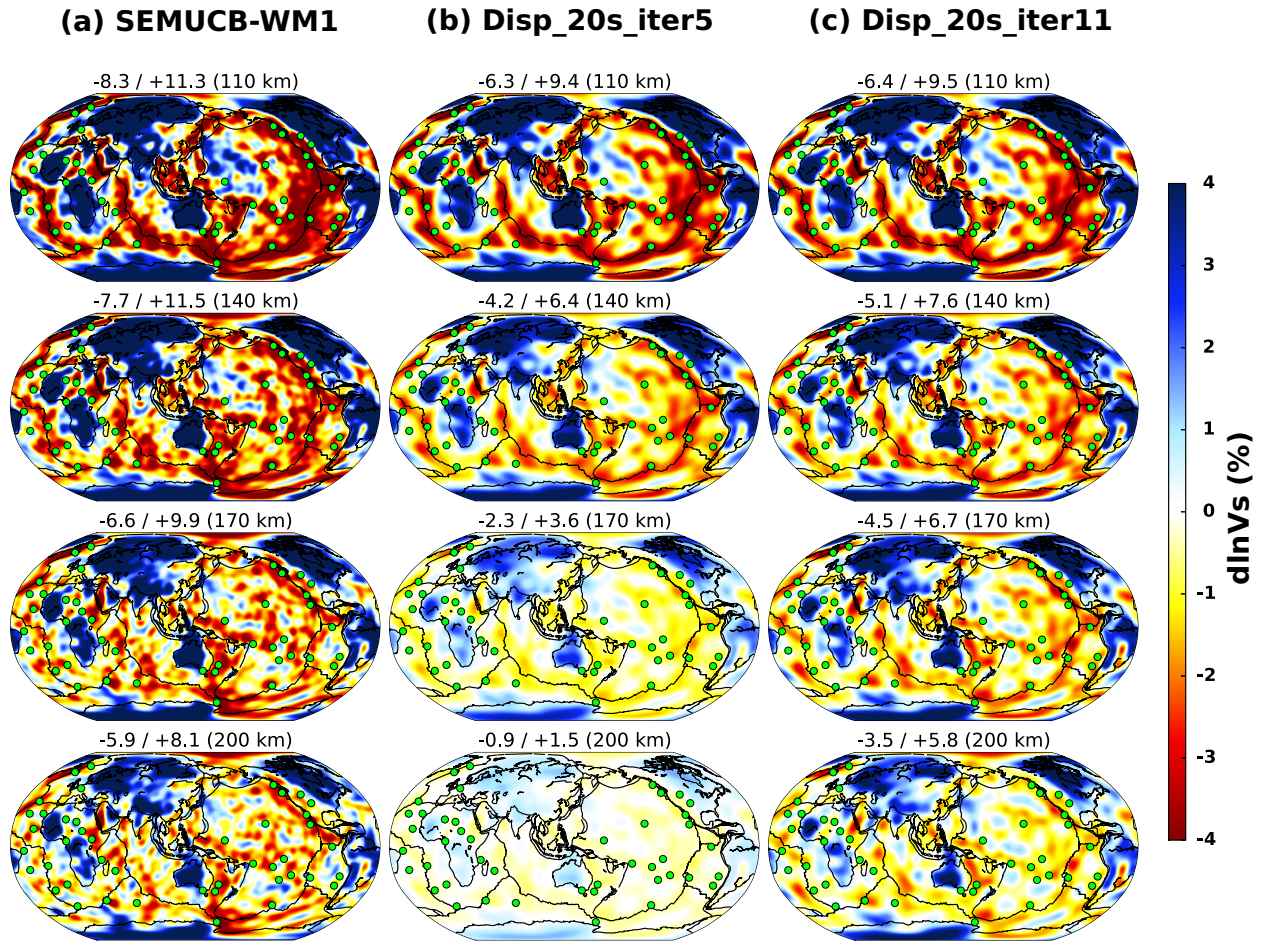 (a) SEMUCB-WM1 (b) Disp_20s_iter5 (c) Disp_20s_iter11
-8.3 / +11.3 (110 km) -6.3 / +9.4 (110 km) -6.4 / +9.5 (110 km)
-7.7 / +11.5 (140 km) -4.2 / +6.4 (140 km) -5.1 / +7.6 (140 km)
-6.6 / +9.9 (170 km) -2.3 / +3.6 (170 km) -4.5 / +6.7 (170 km)
-5.9 / +8.1 (200 km) -0.9 / +1.5 (200 km) -3.5 / +5.8 (200 km)
4
3
2
1
0
-1
-2
-3
-4
dlnVs (%)